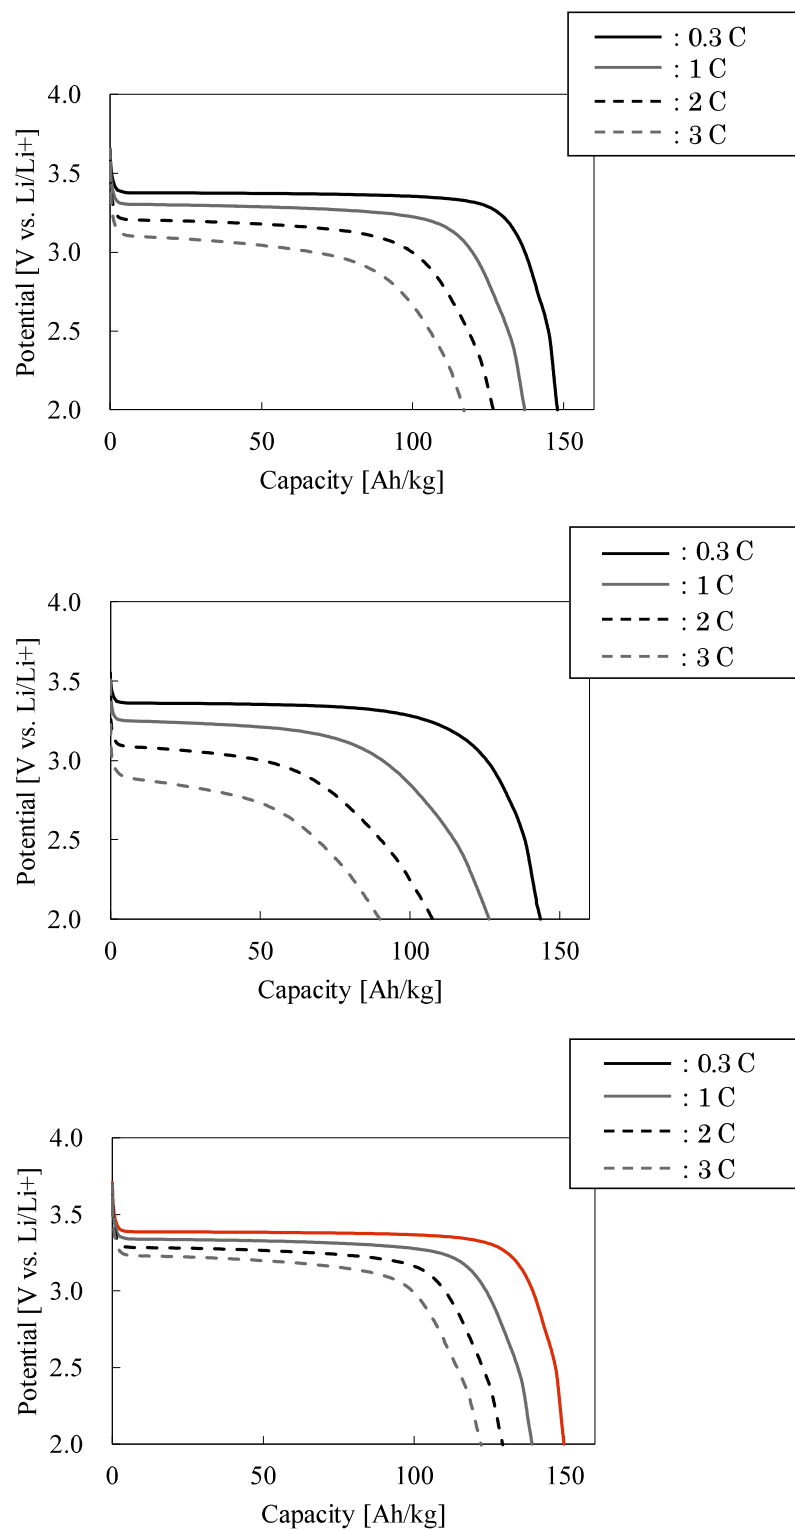 : 0.3 C
: 1 C
: 2 C
: 3 C
4.0
3.5
3.0
2.5
2.0
Potential [V vs. Li/Li+]
0 50 100 150
Capacity [Ah/kg]
: 0.3 C
: 1 C
: 2 C
: 3 C
4.0
3.5
3.0
2.5
2.0
Potential [V vs. Li/Li+]
0 50 100 150
Capacity [Ah/kg]
: 0.3 C
: 1 C
: 2 C
: 3 C
4.0
3.5
3.0
2.5
2.0
Potential [V vs. Li/Li+]
0 50 100 150
Capacity [Ah/kg]